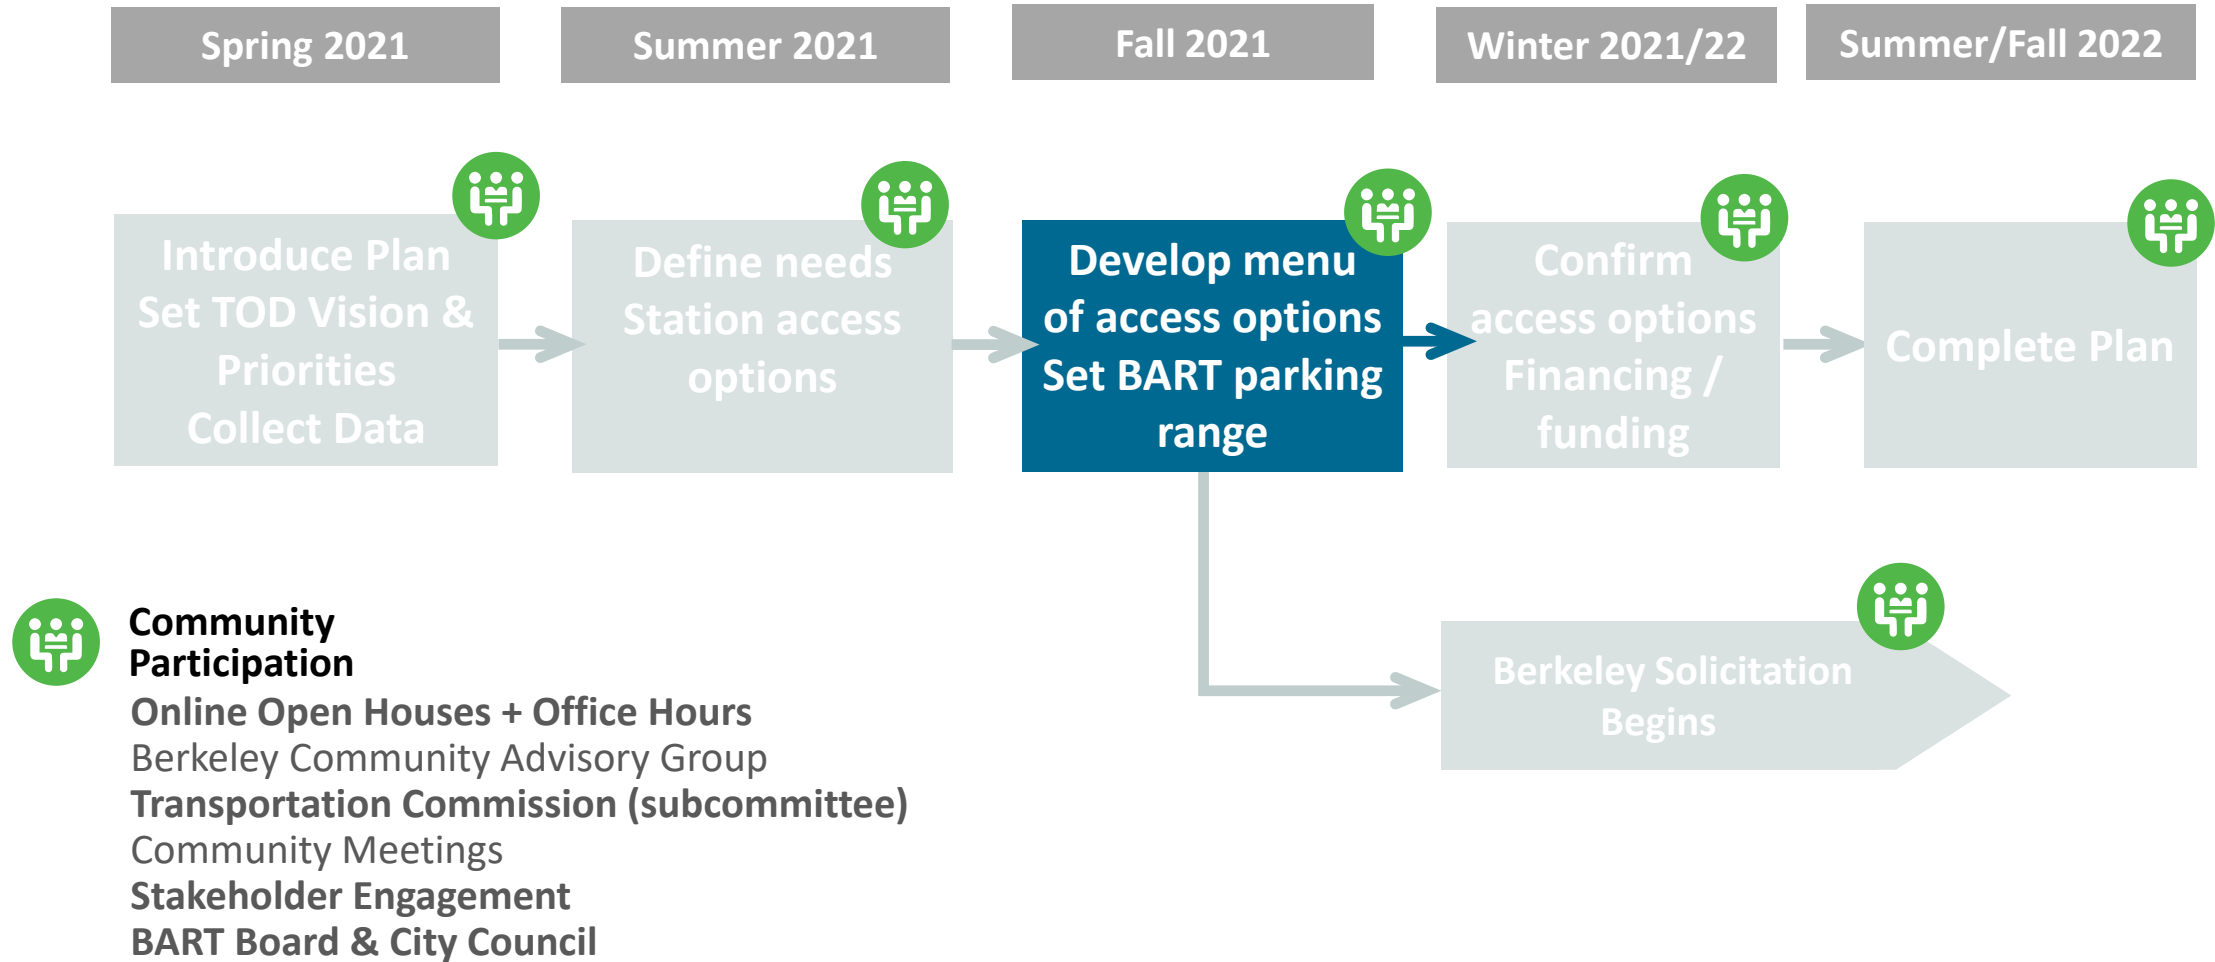 Spring 2021
Summer 2021
Fall 2021
Winter 2021/22
Summer/Fall 2022
Introduce Plan
Set TOD Vision &
Priorities
Collect Data
Define needs
Station access
options
Develop menu
of access options
Set BART parking
range
Confirm
access options
Financing /
funding
Complete Plan
Berkeley Solicitation
Begins
Community
Participation
Online Open Houses + Office Hours
Berkeley Community Advisory Group
Transportation Commission (subcommittee)
Community Meetings
Stakeholder Engagement
BART Board & City Council